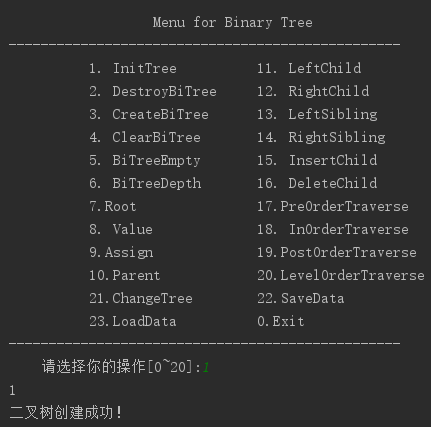 Menu for Binary Tree
-------------------------------------------------
1. InitTree 11. LeftChild
2. DestroyBiTree 12. RightChild
3. CreateBiTree 13. LeftSibling
4. ClearBiTree 14. RightSibling
5. BiTreeEmpty 15. InsertChild
6. BiTreeDepth 16. DeleteChild
7.Root 17.PreOrderTraverse
8. Value 18. InOrderTraverse
9.Assign 19.PostOrderTraverse
10.Parent 20.LevelOrderTraverse
21.ChangeTree 22.SaveData
23.LoadData 0.Exit
-------------------------------------------------
请选择你的操作[0~20]:1
1
二叉树创建成功!